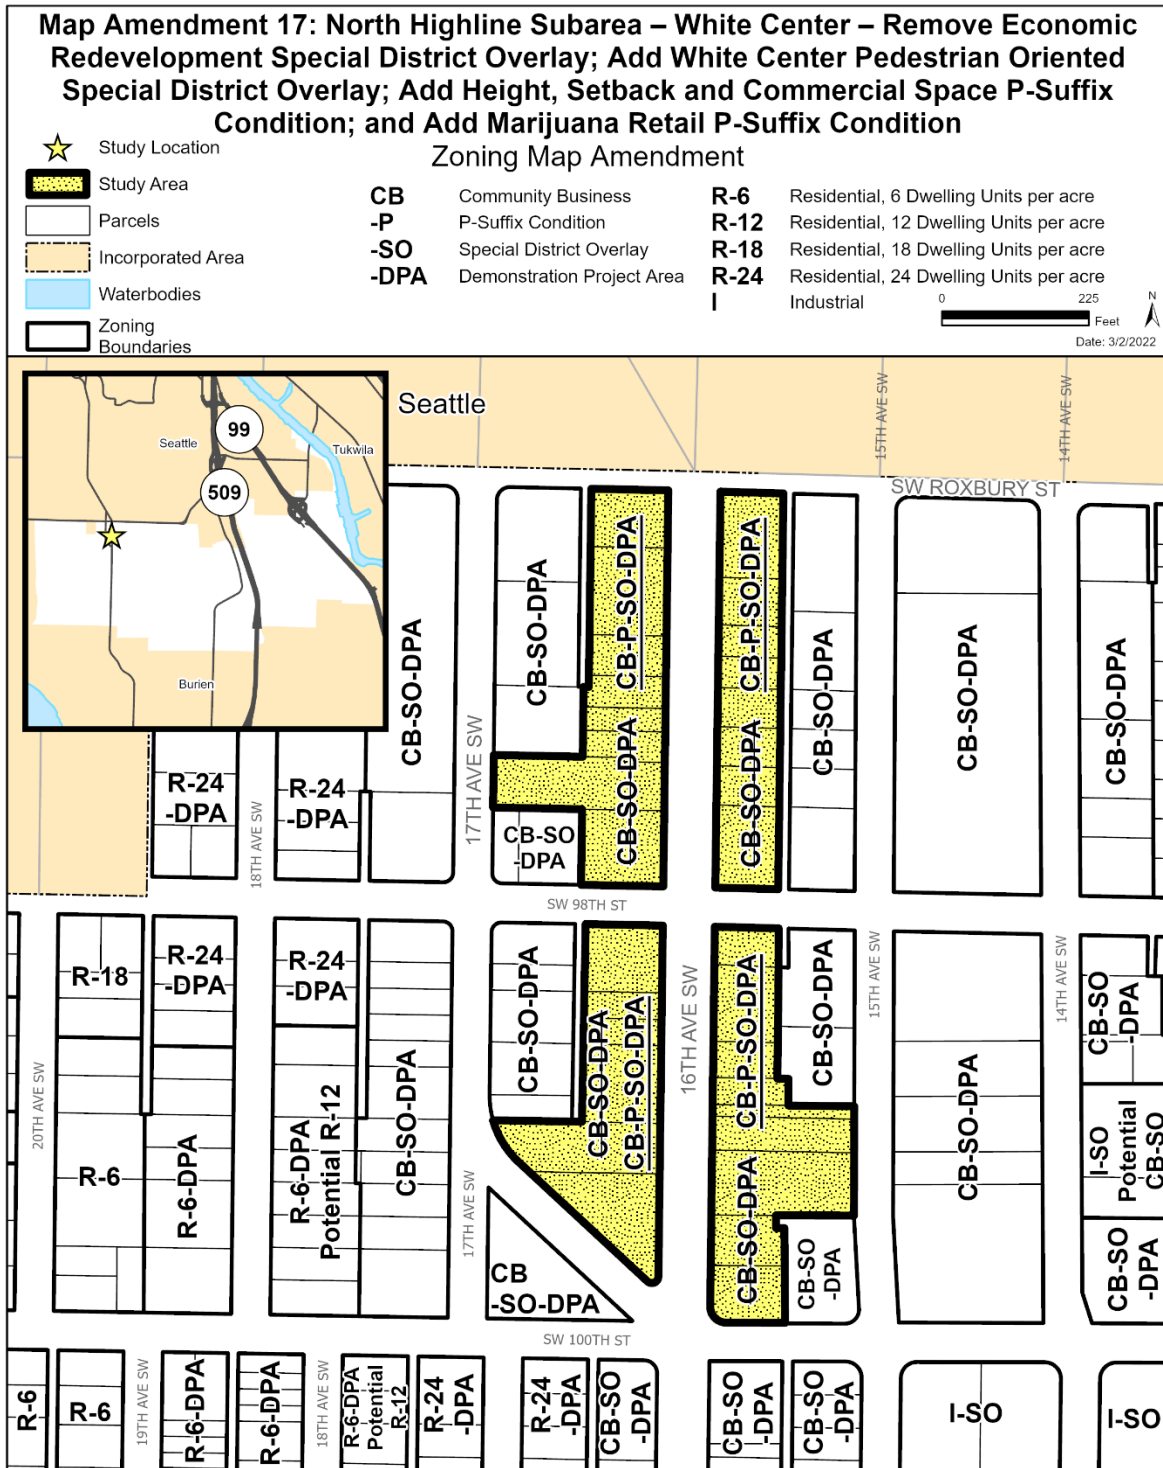 Map Amendment 17: North Highline Subarea – White Center – Remove Economic
Redevelopment Special District Overlay; Add White Center Pedestrian Oriented
Special District Overlay; Add Height, Setback and Commercial Space P-Suffix
Condition; and Add Marijuana Retail P-Suffix Condition
Zoning Map Amendment
Study Location
Study Area
Parcels
Incorporated Area
Waterbodies
Zoning
Boundaries
CB Community Business
-P P-Suffix Condition
-SO Special District Overlay
-DPA Demonstration Project Area
R-6 Residential, 6 Dwelling Units per acre
R-12 Residential, 12 Dwelling Units per acre
R-18 Residential, 18 Dwelling Units per acre
R-24 Residential, 24 Dwelling Units per acre
I Industrial
0 225
Feet
N
Date: 3/2/2022
Seattle
99
509
Seattle
Tukwila
Burien
15TH AVE SW
14TH AVE SW
SW ROXBURY ST
CB-SO-DPA
CB-SO-DPA
CB-P-SO-DPA
CB-SO-DPA
CB-P-SO-DPA
CB-SO-DPA
CB-SO-DPA
CB-SO-DPA
CB-SO-DPA
17TH AVE SW
R-24
-DPA
18TH AVE SW
R-24
-DPA
CB-SO
-DPA
SW 98TH ST
R-18
R-24
-DPA
R-24
-DPA
CB-SO-DPA
CB-SO-DPA
CB-SO-DPA
CB-P-SO-DPA
16TH AVE SW
CB-P-SO-DPA
CB-SO-DPA
CB-SO-DPA
15TH AVE SW
CB-SO-DPA
14TH AVE SW
CB-SO
-DPA
I-SO
Potential
CB-SO
CB-SO
-DPA
20TH AVE SW
R-6
R-6-DPA
R-6-DPA
Potential R-12
17TH AVE SW
CB
-SO-DPA
CB-SO
-DPA
SW 100TH ST
R-6
R-6
19TH AVE SW
R-6-DPA
R-6-DPA
18TH AVE SW
R-6-DPA
Potential
R-12
R-24
-DPA
R-24
-DPA
CB-SO
-DPA
CB-SO
-DPA
CB-SO
-DPA
I-SO
I-SO